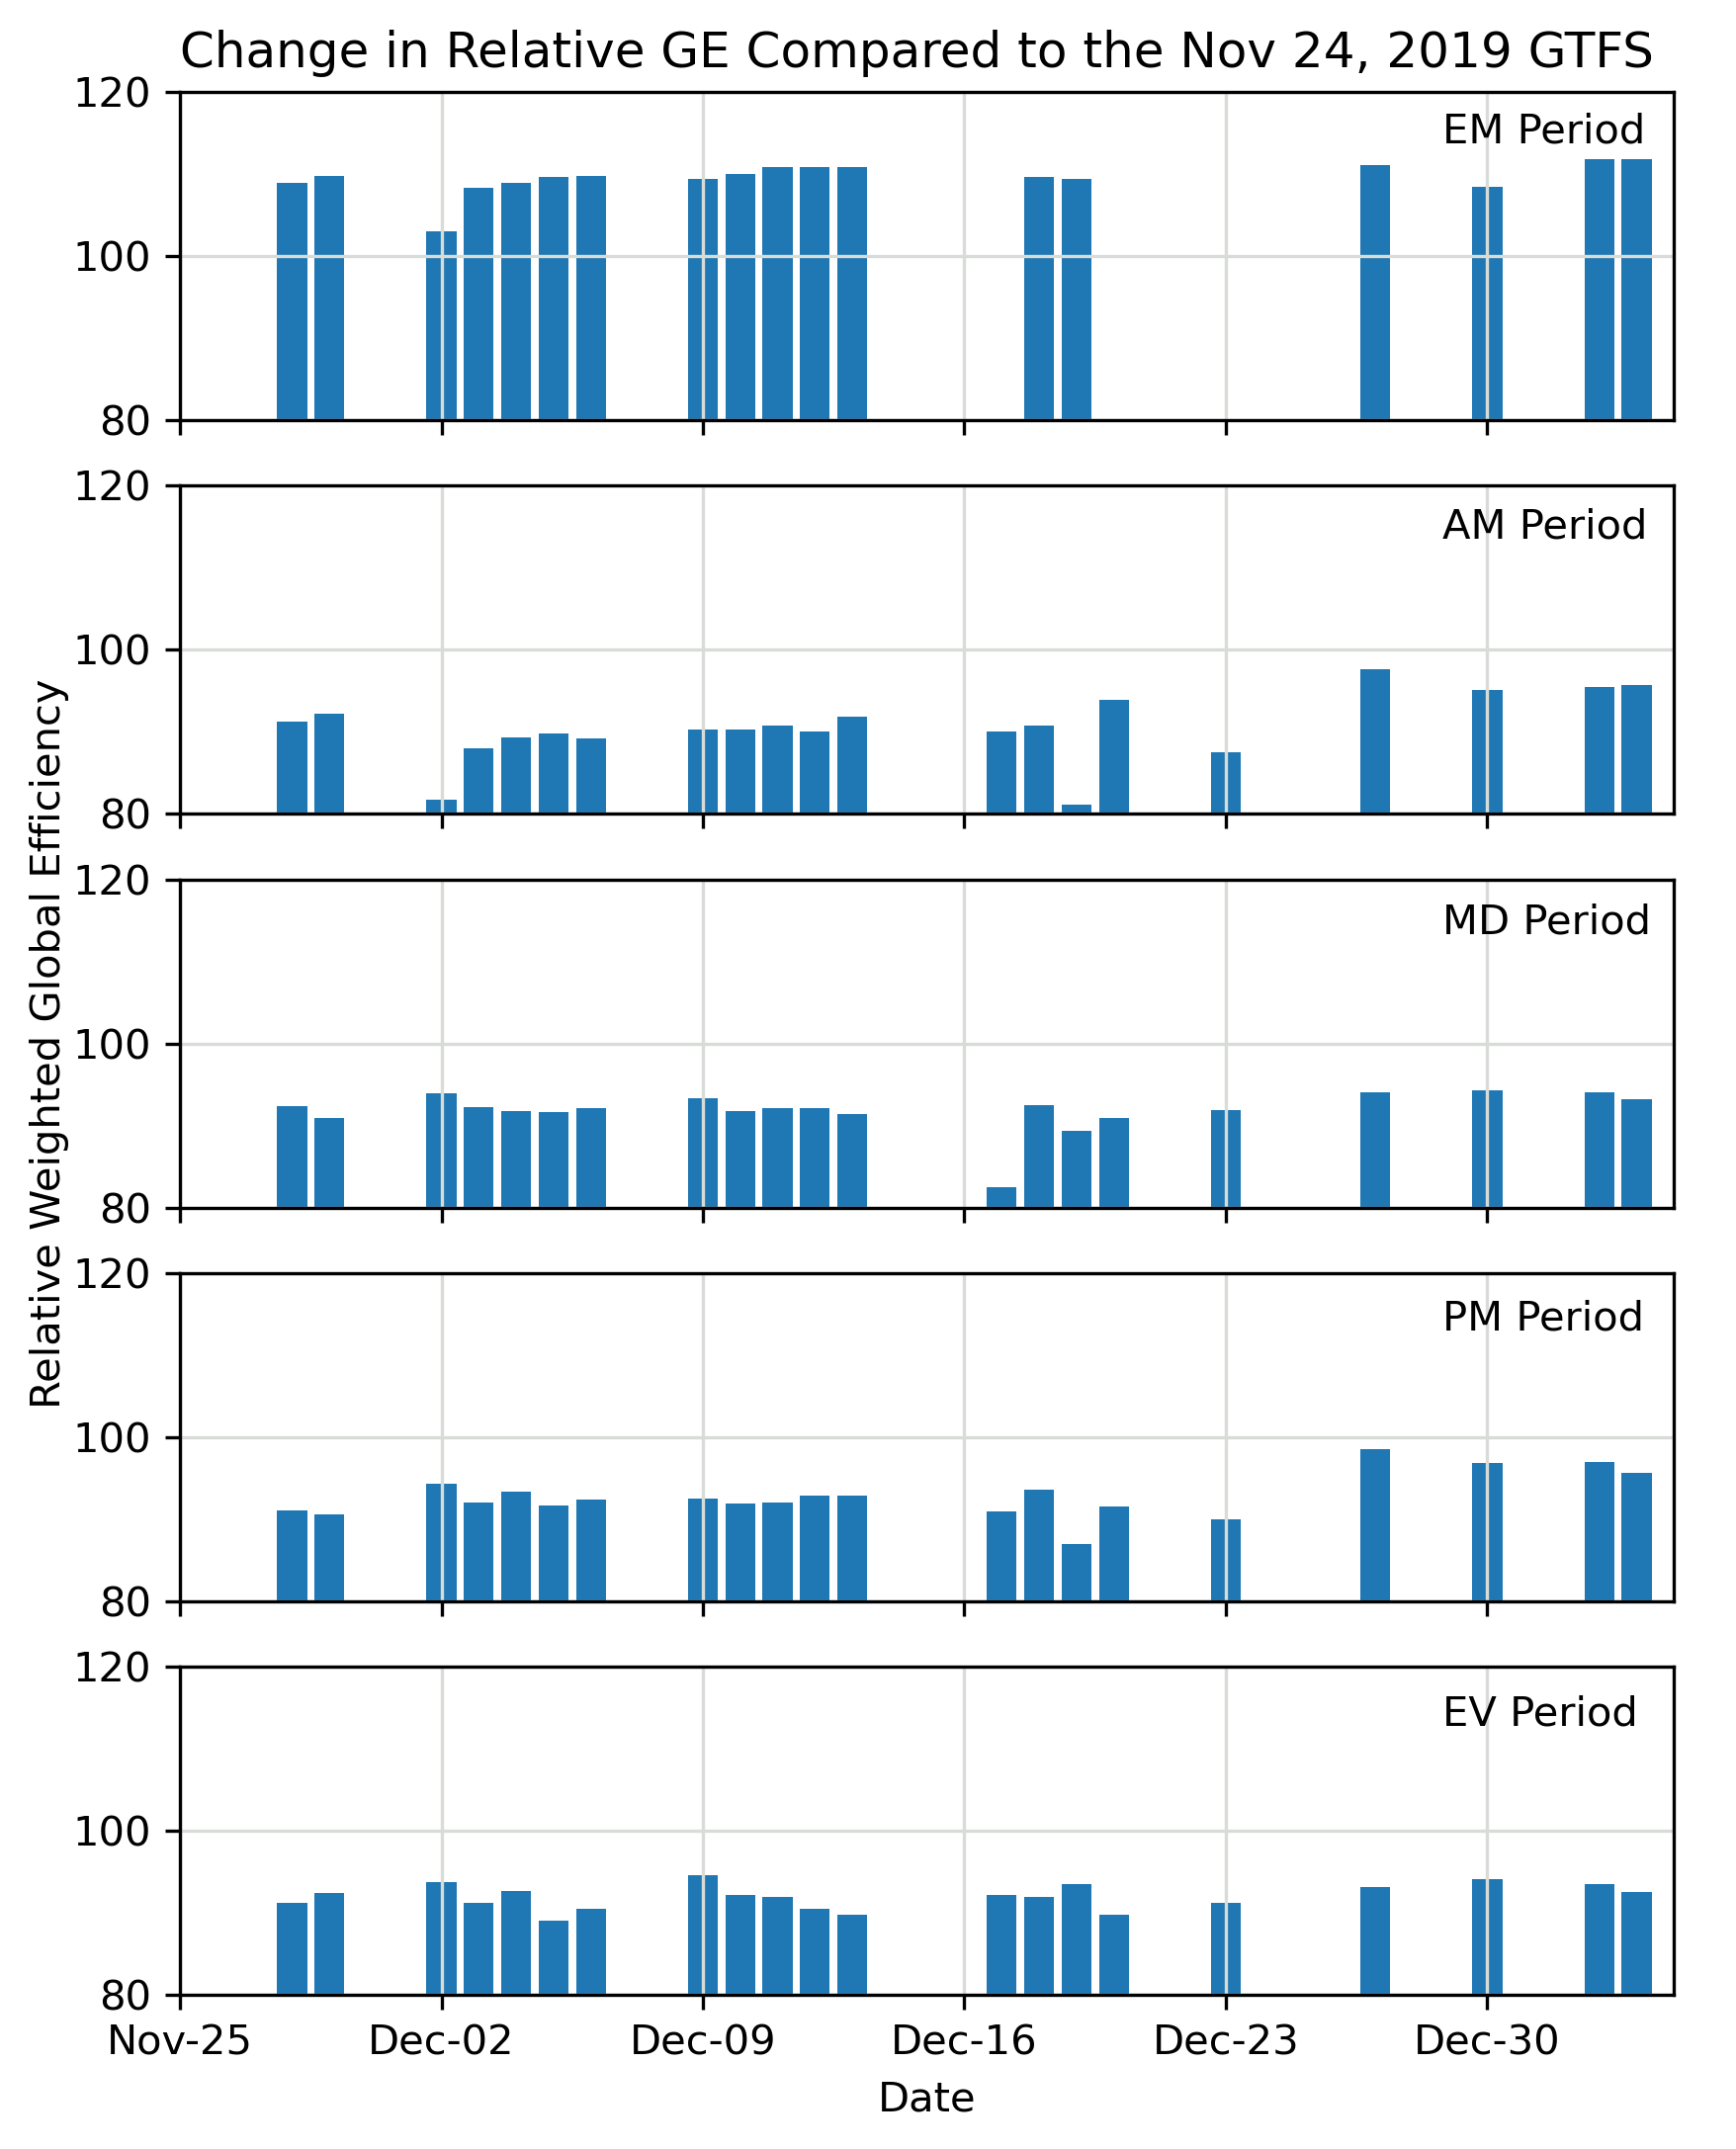 Change in Relative GE Compared to the Nov 24, 2019 GTFS
120
EM Period
100
80
120
AM Period
100
80
Relative Weighted Global Efficiency
120
MD Period
100
80
120
PM Period
100
80
120
EV Period
100
80
Nov-25 Dec-02 Dec-09 Dec-16 Dec-23 Dec-30
Date